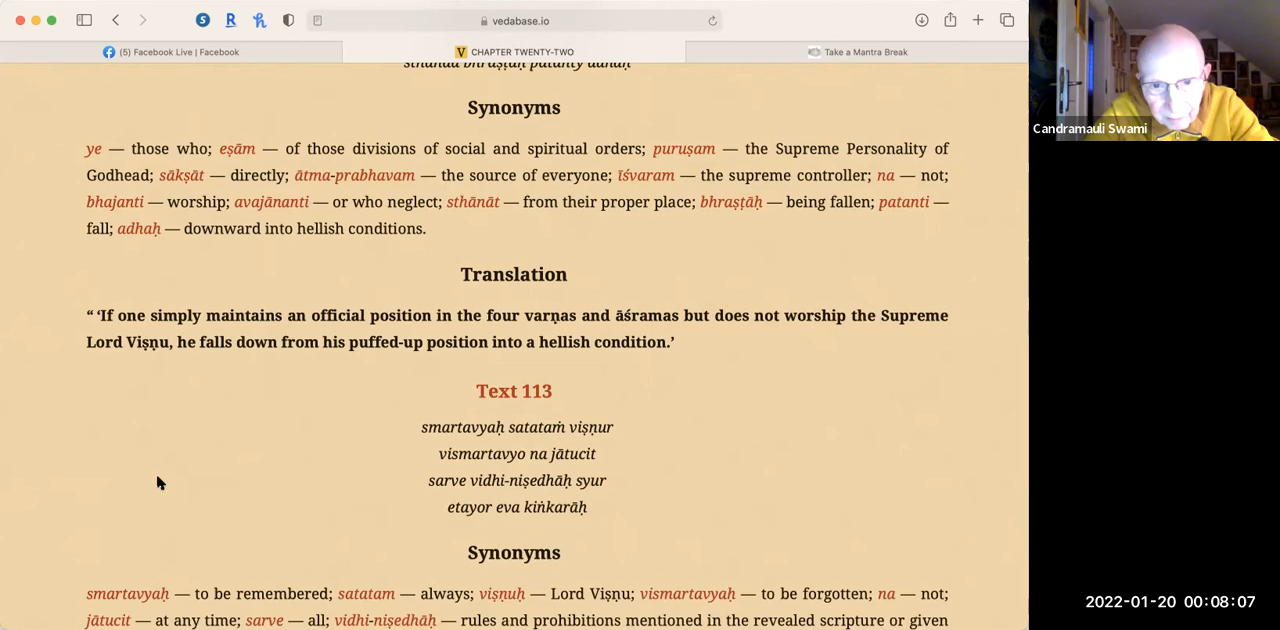 vedabase.io
(5) Facebook Live | Facebook
CHAPTER TWENTY-TWO
Take a Mantra Break
sthānād bhraṣṭāḥ patanty adhaḥ
Synonyms
ye — those who; eṣām — of those divisions of social and spiritual orders; puruṣam — the Supreme Personality of
Godhead; sākṣāt — directly; ātma-prabhavam — the source of everyone; īśvaram — the supreme controller; na — not;
bhajanti — worship; avajānanti — or who neglect; sthānāt — from their proper place; bhraṣṭāḥ — being fallen; patanti —
fall; adhaḥ — downward into hellish conditions.
Translation
“ ‘If one simply maintains an official position in the four varṇas and āśramas but does not worship the Supreme
Lord Viṣṇu, he falls down from his puffed-up position into a hellish condition.’
Text 113
smartavyaḥ satataṁ viṣṇur
vismartavyo na jātucit
sarve vidhi-niṣedhāḥ syur
etayor eva kiṅkarāḥ
Synonyms
smartavyaḥ — to be remembered; satatam — always; viṣṇuḥ — Lord Viṣṇu; vismartavyaḥ — to be forgotten; na — not;
jātucit — at any time; sarve — all; vidhi-niṣedhāḥ — rules and prohibitions mentioned in the revealed scripture or given
Candramauli Swami
2022-01-20 00:08:07